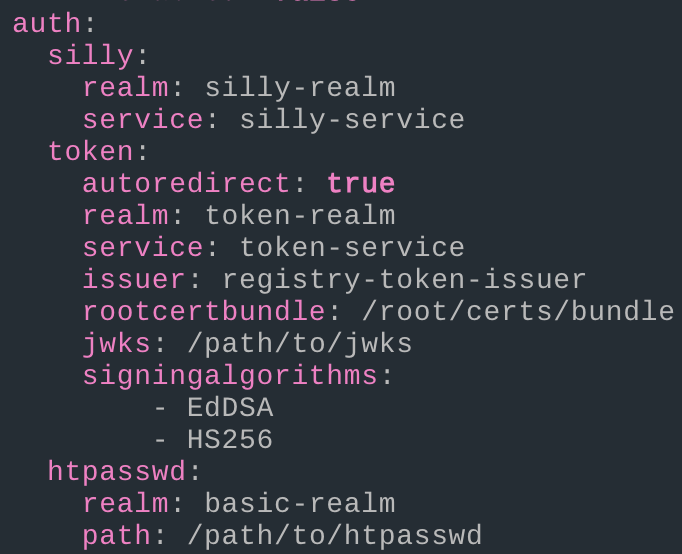 auth:
  silly:
    realm: silly-realm
    service: silly-service
  token:
    autoredirect: true
    realm: token-realm
    service: token-service
    issuer: registry-token-issuer
    rootcertbundle: /root/certs/bundle
    jwks: /path/to/jwks
    signingalgorithms:
        - EdDSA
        - HS256
  htpasswd:
    realm: basic-realm
    path: /path/to/htpasswd